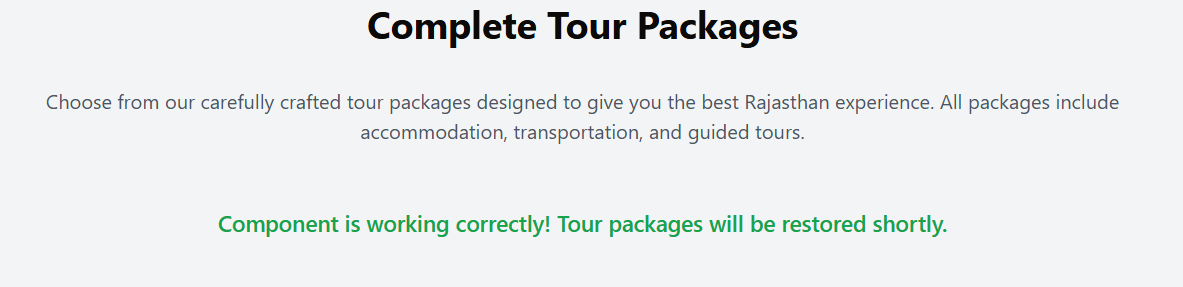 Complete Tour Packages
Choose from our carefully crafted tour packages designed to give you the best Rajasthan experience. All packages include
accommodation, transportation, and guided tours.
Component is working correctly! Tour packages will be restored shortly.